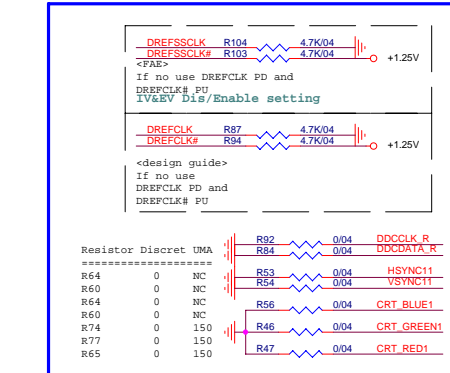 DREFSSCLK R104 4.7K/04
DREFSSCLK# R103 4.7K/04
+1.25V
<FAE>
If no use DREFCLK PD and
DREFCLK# PU
IV&EV Dis/Enable setting
DREFCLK R87 4.7K/04
DREFCLK# R94 4.7K/04
+1.25V
<design guide>
If no use
DREFCLK PD and
DREFCLK# PU
R92 0/04 DDCCLK_R
R84 0/04 DDCDATA_R
R53 0/04 HSYNC11
R54 0/04 VSYNC11
R56 0/04 CRT_BLUE1
R46 0/04 CRT_GREEN1
R47 0/04 CRT_RED1
Resistor Discret UMA
====================
R64 0 NC
R60 0 NC
R64 0 NC
R60 0 NC
R74 0 150
R77 0 150
R65 0 150